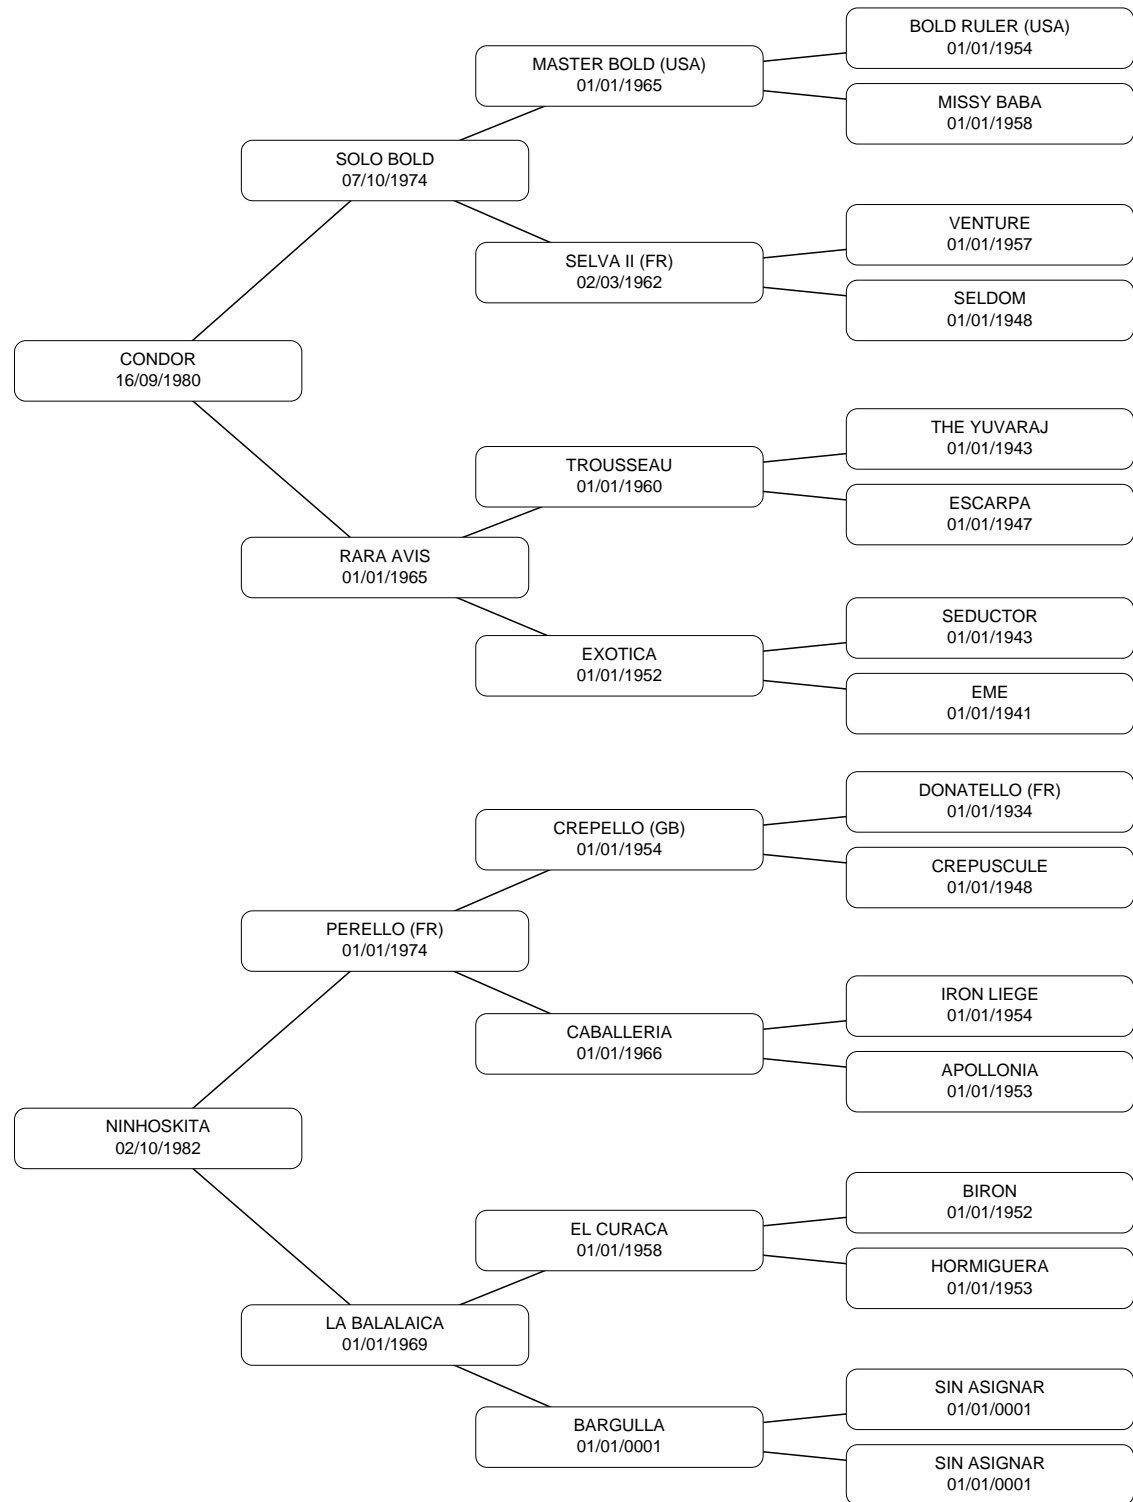 BOLD RULER (USA)
01/01/1954
MASTER BOLD (USA)
01/01/1965
MISSY BABA
01/01/1958
SOLO BOLD
07/10/1974
VENTURE
01/01/1957
SELVA II (FR)
02/03/1962
SELDOM
01/01/1948
CONDOR
16/09/1980
THE YUVARAJ
01/01/1943
TROUSSEAU
01/01/1960
ESCARPA
01/01/1947
RARA AVIS
01/01/1965
SEDUCTOR
01/01/1943
EXOTICA
01/01/1952
EME
01/01/1941
DONATELLO (FR)
01/01/1934
CREPELLO (GB)
01/01/1954
CREPUSCULE
01/01/1948
PERELLO (FR)
01/01/1974
IRON LIEGE
01/01/1954
CABALLERIA
01/01/1966
APOLLONIA
01/01/1953
NINHOSKITA
02/10/1982
BIRON
01/01/1952
EL CURACA
01/01/1958
HORMIGUERA
01/01/1953
LA BALALAICA
01/01/1969
SIN ASIGNAR
01/01/0001
BARGULLA
01/01/0001
SIN ASIGNAR
01/01/0001